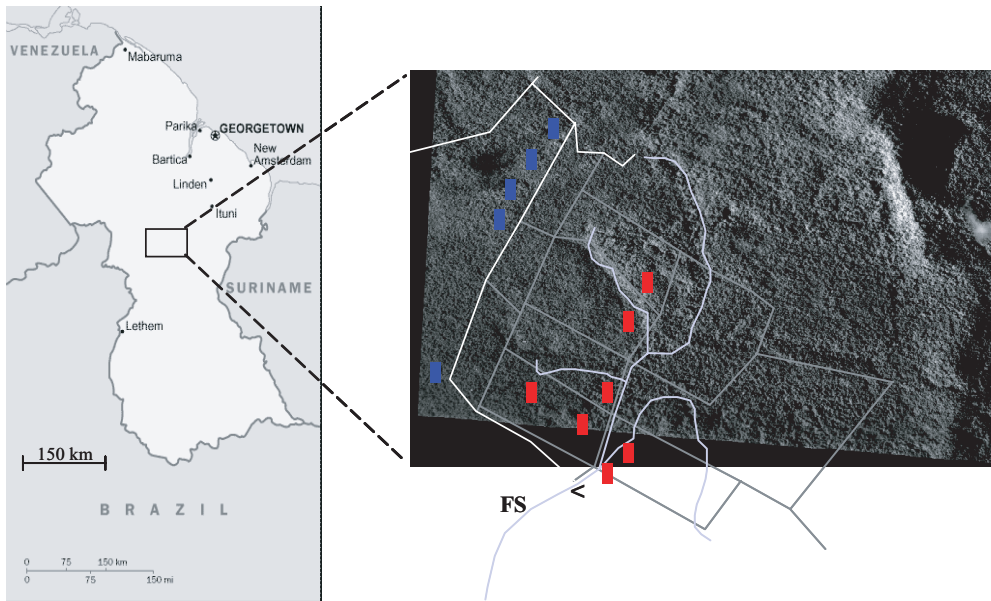 VENEZUELA
Mabaruma
Parika
GEORGETOWN
Bartica
New
Amsterdam
Linden
Ituni
SURINAME
Lethem
150 km
BRAZIL
0 75 150 km
0 75 150 mi
FS
<